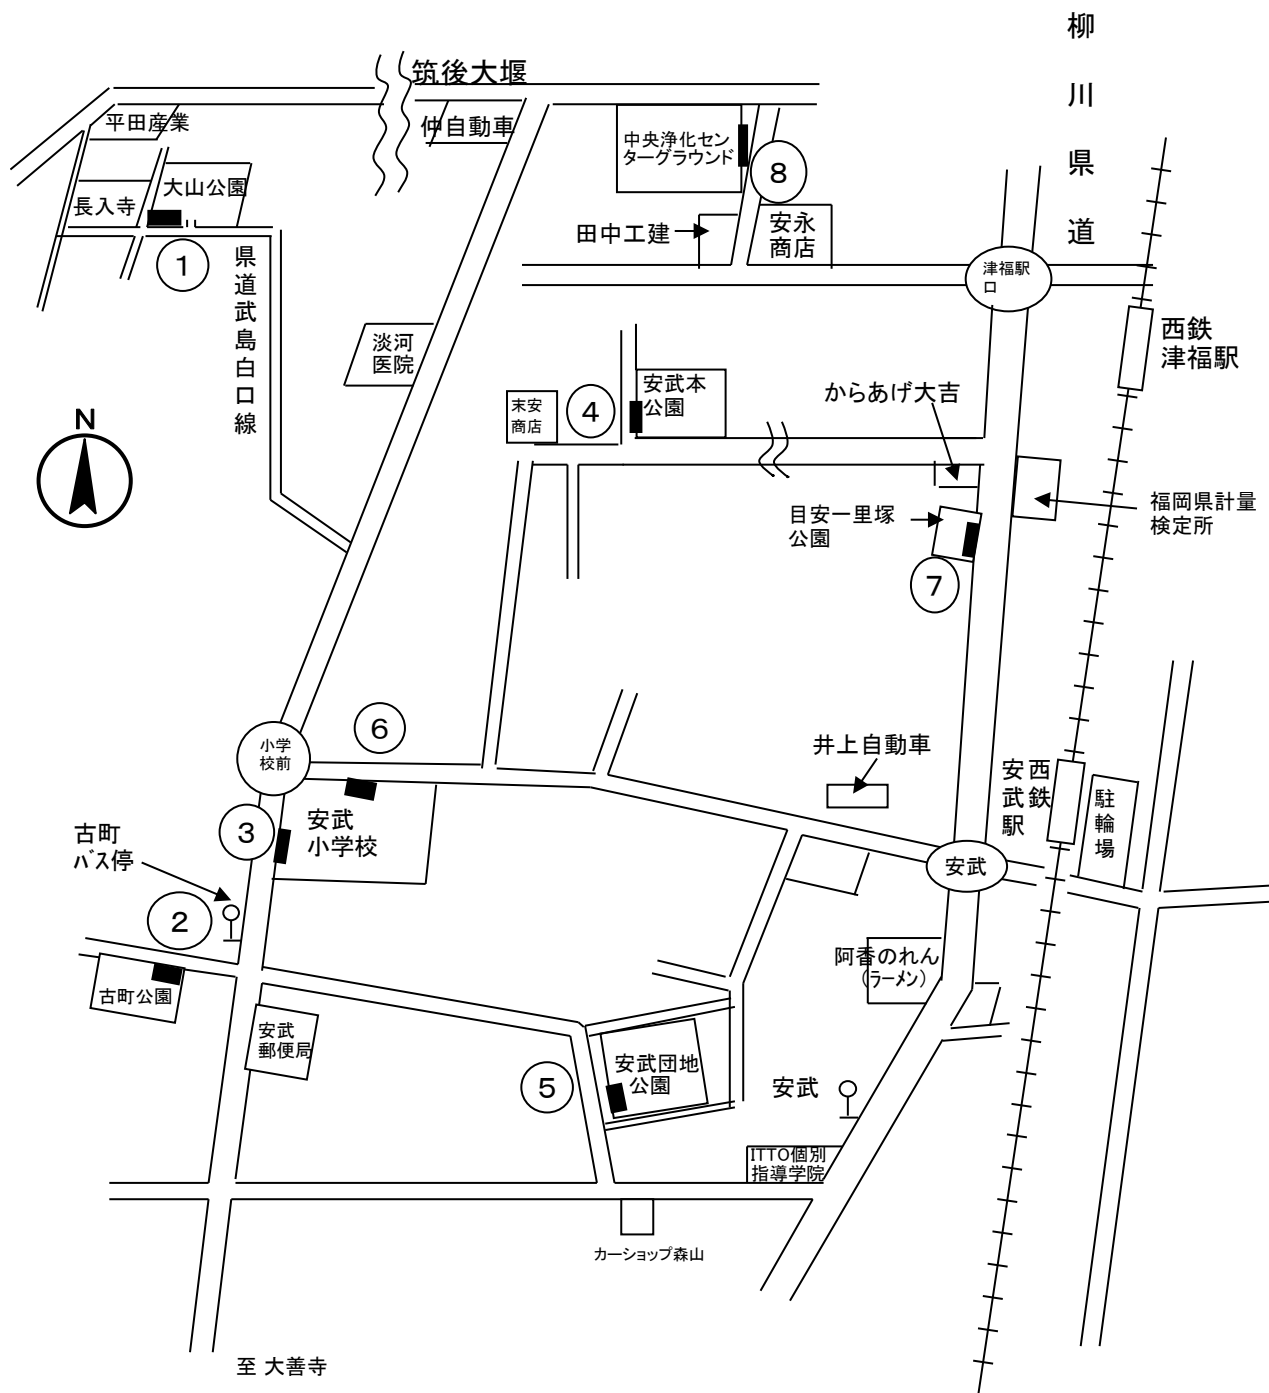 柳川県道
筑後大堰
平田産業
仲自動車
中央浄化セン
ターグラウンド
⑧
長入寺
大山公園
①
田中工建
安永
商店
県道武島白口線
津福駅
口
西鉄
津福駅
淡河
医院
末安
商店
④
安武本
公園
からあげ大吉
N
目安一里塚
公園
⑦
福岡県計量
検定所
⑥
小学
校前
井上自動車
西鉄
安武駅
駐輪場
③
安武
小学校
古町
バス停
②
安武
古町公園
阿香のれん
(ラーメン)
安武
郵便局
⑤
安武団地
公園
安武
ITTO個別
指導学院
カーショップ森山
至 大善寺